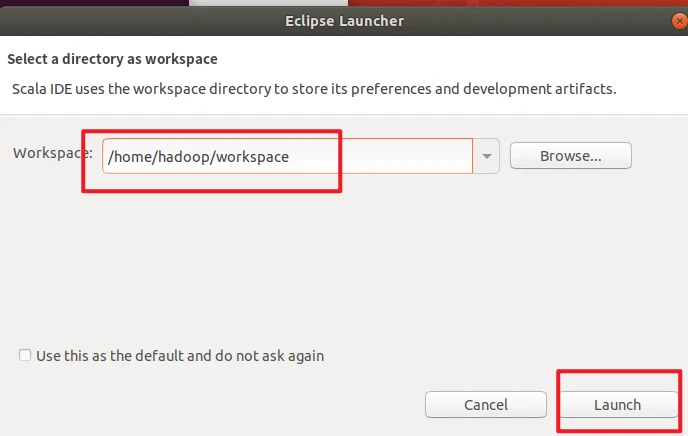 Eclipse Launcher
Select a directory as workspace
Scala IDE uses the workspace directory to store its preferences and development artifacts.
Workspace: /home/hadoop/workspace Browse...
Use this as the default and do not ask again
Cancel Launch